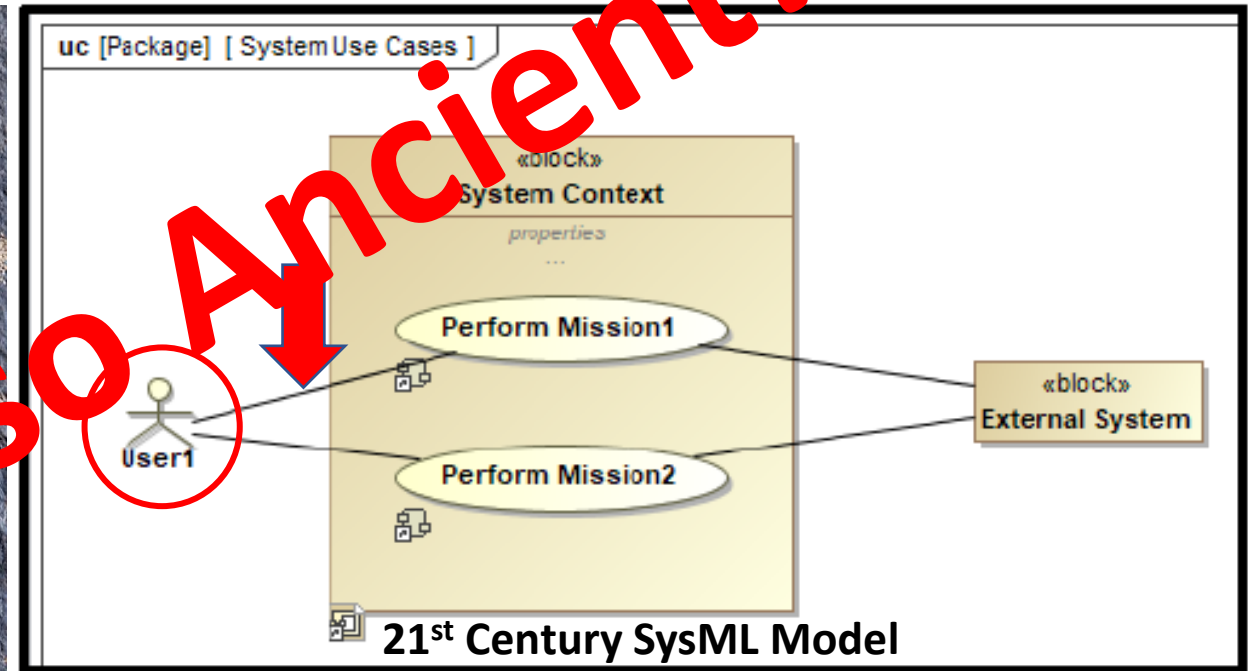 uc [Package] [ System Use Cases ]
so Ancient
«block»
System Context
properties
...
Perform Mission1
User1
«block»
External System
Perform Mission2
21st Century SysML Model